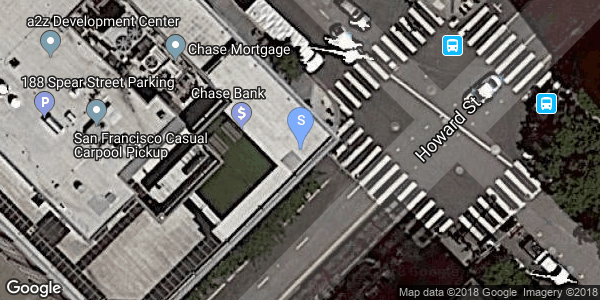 a2z Development Center
Chase Mortgage
188 Spear Street Parking
Chase Bank
P
$
S
San Francisco Casual
Carpool Pickup
Howard St.
Google
Map data ©2018 Google Imagery ©2018